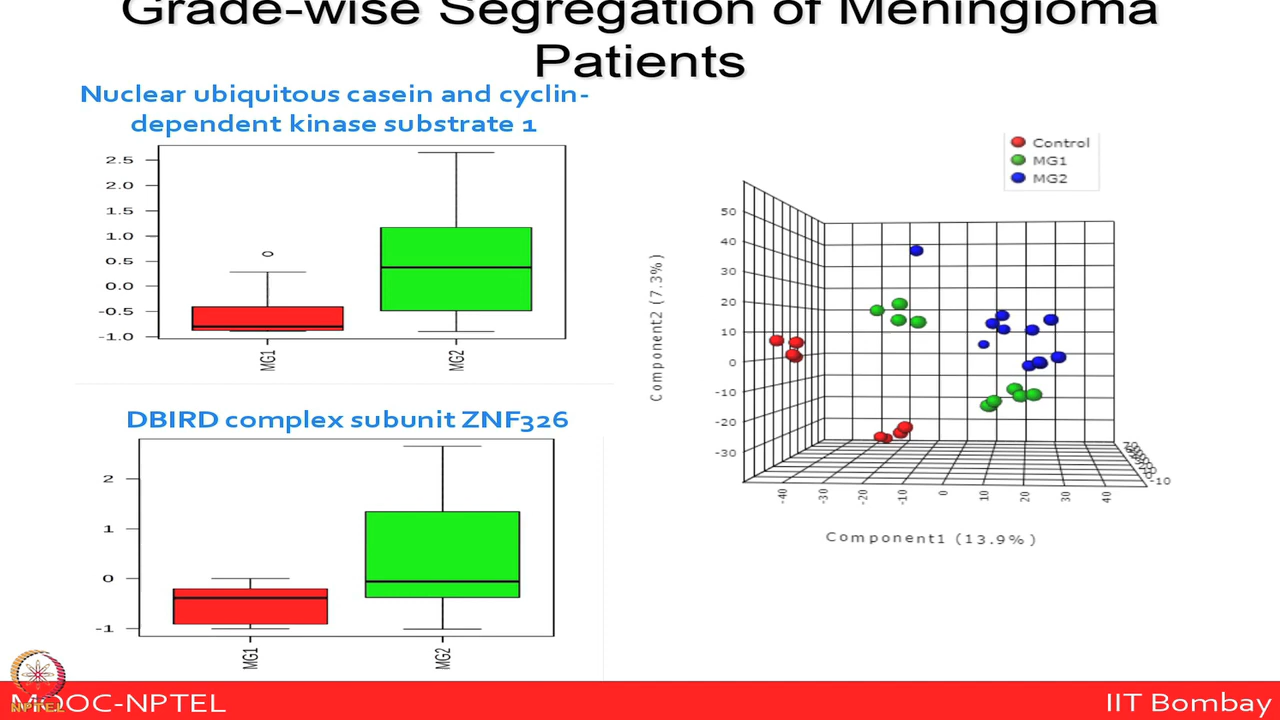 Grade-wise Segregation of Meningioma
Patients
Nuclear ubiquitous casein and cyclin-
dependent kinase substrate 1
2.5
2.0
1.5
1.0
0.5
0.0
-0.5
-1.0
MG1
MG2
DBIRD complex subunit ZNF326
2
1
0
-1
MG1
MG2
Control
MG1
MG2
Component2 (7.3%)
50
40
30
20
10
0
-10
-20
-30
-40
-30
-20
-10
0
10
20
30
40
-10
Component1 (13.9%)
NPTEL
MOOC-NPTEL
IIT Bombay